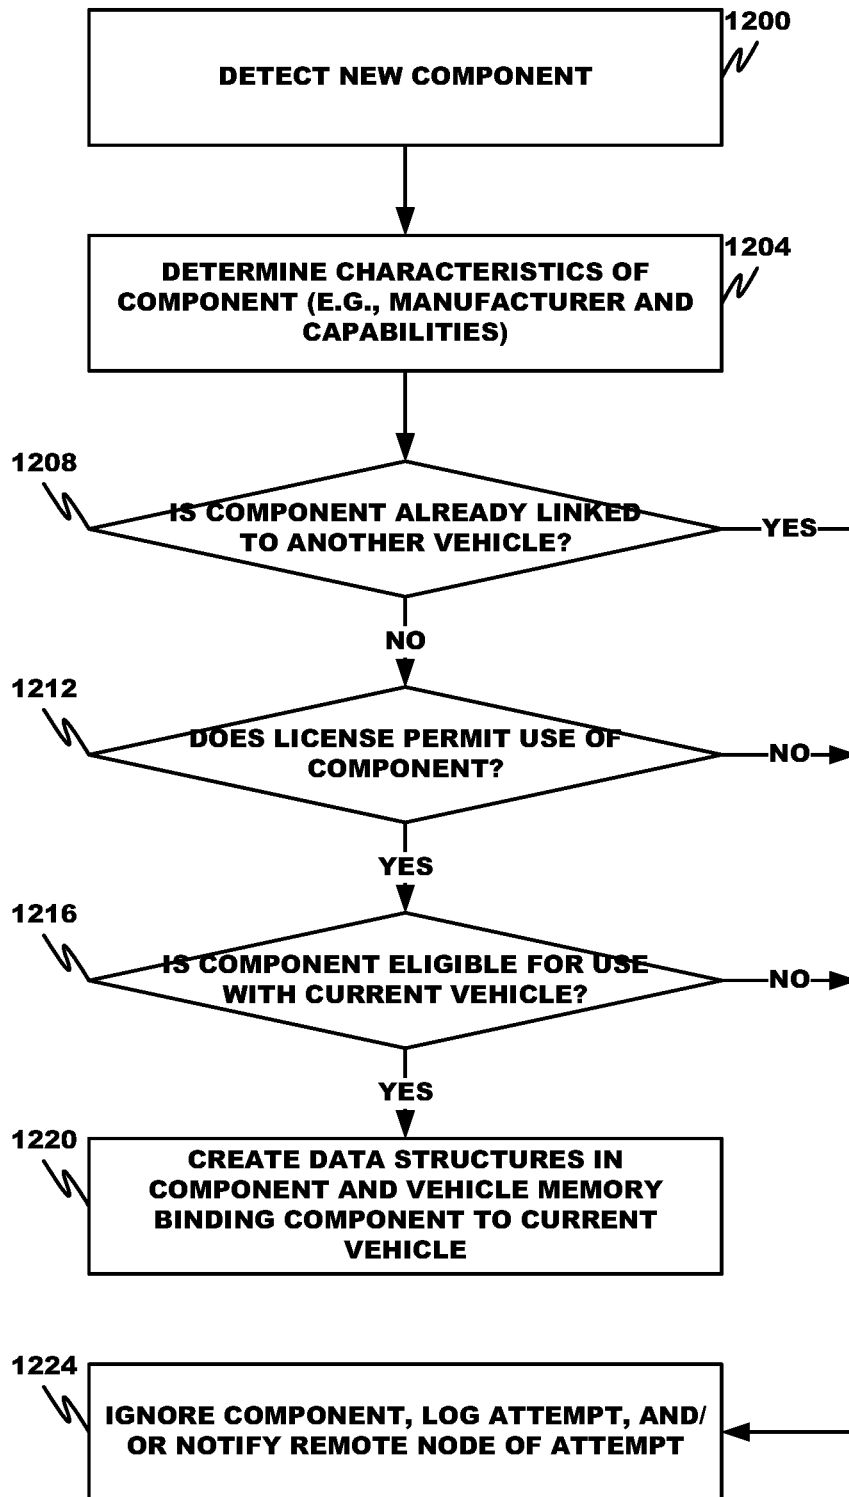 1200
DETECT NEW COMPONENT
1204
DETERMINE CHARACTERISTICS OF
COMPONENT (E.G., MANUFACTURER AND
CAPABILITIES)
1208
IS COMPONENT ALREADY LINKED
TO ANOTHER VEHICLE?
YES
NO
1212
DOES LICENSE PERMIT USE OF
COMPONENT?
NO
YES
1216
IS COMPONENT ELIGIBLE FOR USE
WITH CURRENT VEHICLE?
NO
YES
1220
CREATE DATA STRUCTURES IN
COMPONENT AND VEHICLE MEMORY
BINDING COMPONENT TO CURRENT
VEHICLE
1224
IGNORE COMPONENT, LOG ATTEMPT, AND/
OR NOTIFY REMOTE NODE OF ATTEMPT